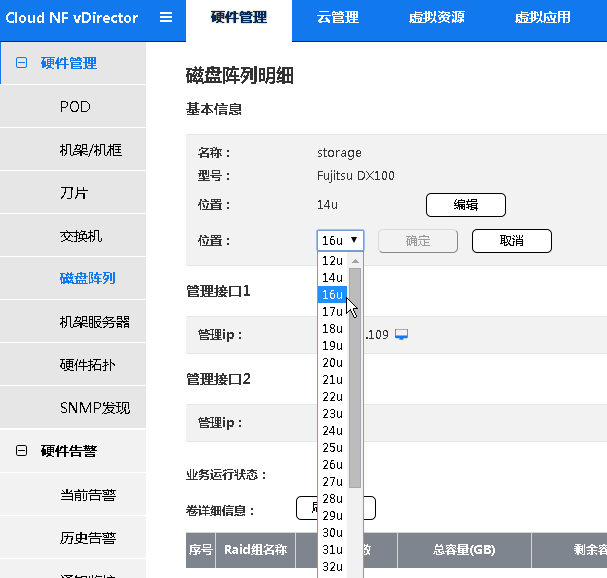 Cloud NF vDirector
硬件管理 云管理 虚拟资源 虚拟应用
硬件管理
POD
机架/机框
刀片
交换机
磁盘阵列
机架服务器
硬件拓扑
SNMP发现
硬件告警
当前告警
历史告警
磁盘阵列明细
基本信息
名称： storage
型号： Fujitsu DX100
位置： 14u 编辑
位置： 16u 确定 取消
12u
14u
16u
17u
18u
19u
20u
21u
22u
23u
24u
25u
26u
27u
28u
29u
30u
31u
32u
管理接口1
管理ip： .109
管理接口2
管理ip：
业务运行状态：
卷详细信息：
序号 Raid组名称 数 总容量(GB) 剩余容